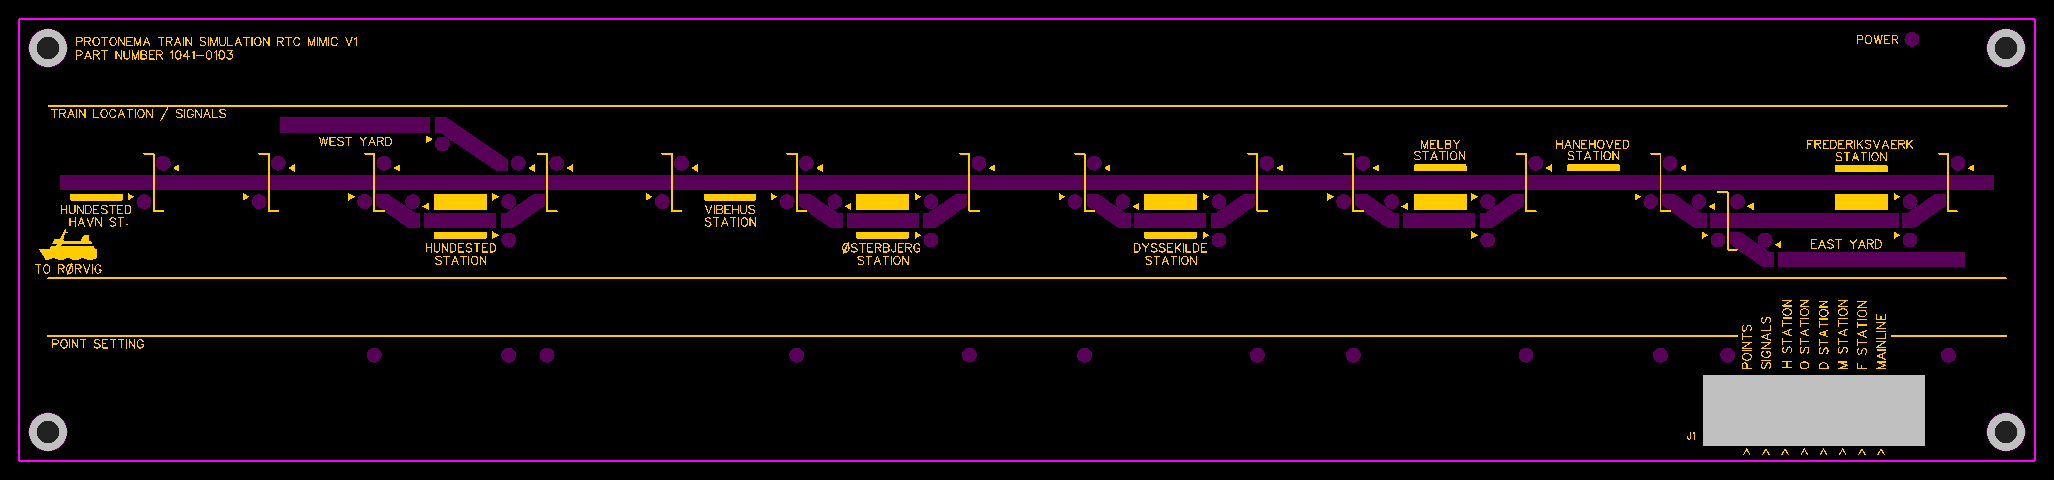 PROTONEMA TRAIN SIMULATION RTC MIMIC V1
PART NUMBER 1041-0103
POWER
TRAIN LOCATION / SIGNALS
WEST YARD
MELBY
STATION
HANEHOVED
STATION
FREDERIKSVAERK
STATION
HUNDESTED
HAVN ST.
VIBEHUS
STATION
HUNDESTED
STATION
ØSTERBJERG
STATION
DYSSEKILDE
STATION
EAST YARD
TO RØRVIG
POINT SETTING
POINTS
SIGNALS
H STATION
O STATION
D STATION
M STATION
F STATION
MAINLINE
J1